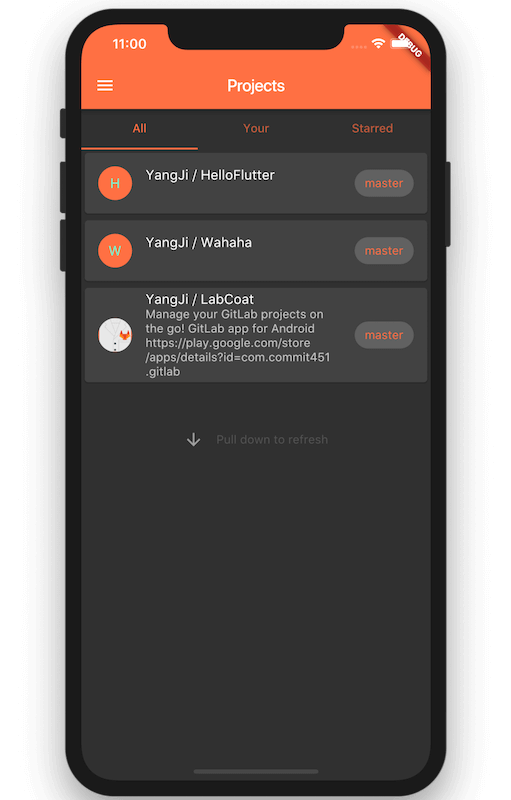 11:00
DEBUG
Projects
All
Your
Starred
H
YangJi / HelloFlutter
master
W
YangJi / Wahaha
master
YangJi / LabCoat
Manage your GitLab projects on
the go! GitLab app for Android
https://play.google.com/store
/apps/details?id=com.commit451
.gitlab
master
Pull down to refresh